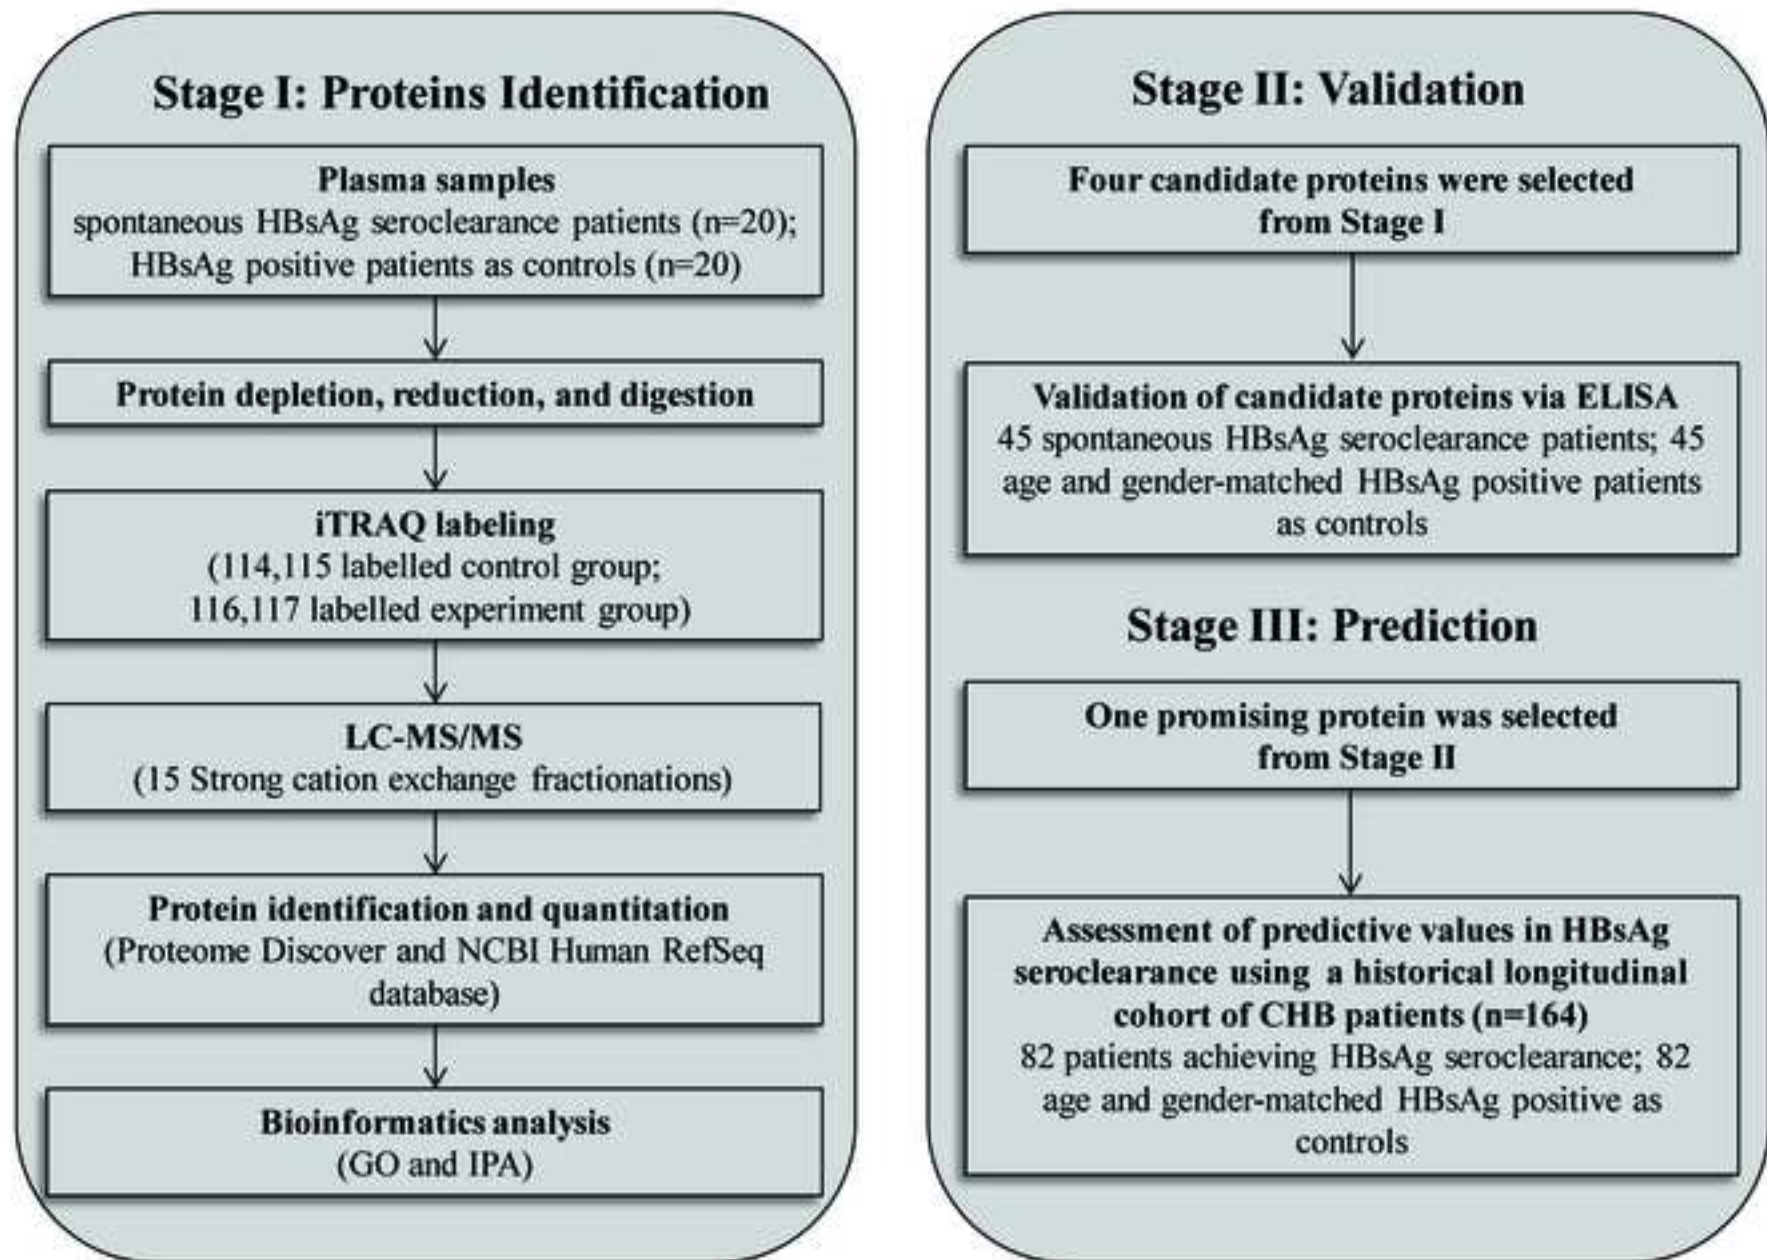 Stage I: Proteins Identification
Plasma samples
spontaneous HBsAg seroclearance patients (n=20);
HBsAg positive patients as controls (n=20)
Protein depletion, reduction, and digestion
iTRAQ labeling
(114,115 labelled control group;
116,117 labelled experiment group)
LC-MS/MS
(15 Strong cation exchange fractionations)
Protein identification and quantitation
(Proteome Discover and NCBI Human RefSeq
database)
Bioinformatics analysis
(GO and IPA)
Stage II: Validation
Four candidate proteins were selected
from Stage I
Validation of candidate proteins via ELISA
45 spontaneous HBsAg seroclearance patients; 45
age and gender-matched HBsAg positive patients
as controls
Stage III: Prediction
One promising protein was selected
from Stage II
Assessment of predictive values in HBsAg
seroclearance using a historical longitudinal
cohort of CHB patients (n=164)
82 patients achieving HBsAg seroclearance; 82
age and gender-matched HBsAg positive as
controls